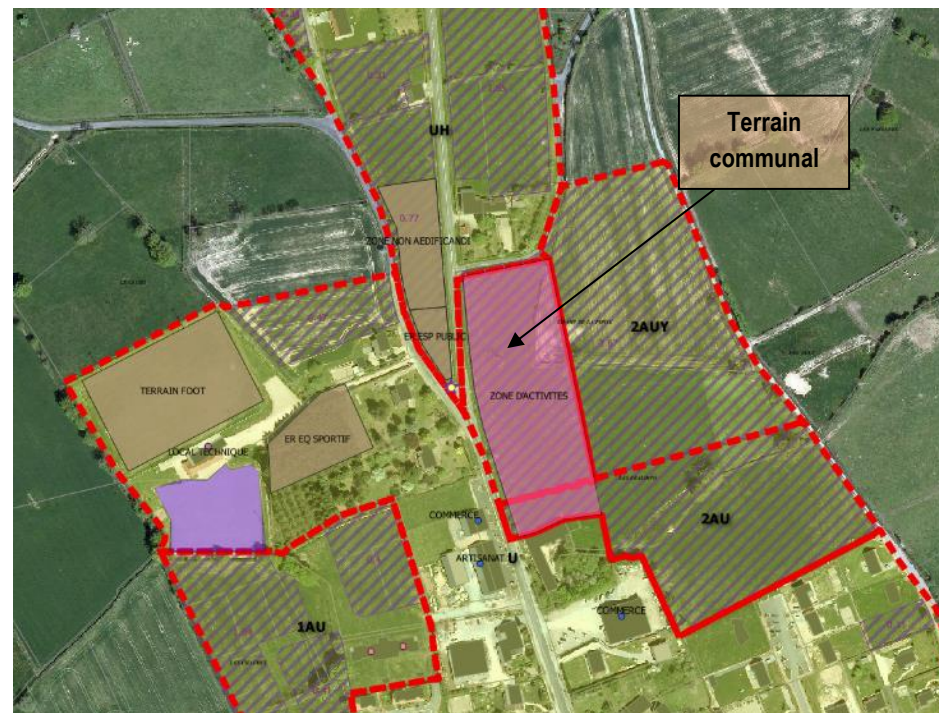 Terrain
communal
UH
0.77
ZONE NON AEDIFICANDI
ER ESP PUBLIC
2AUY
TERRAIN FOOT
ZONE D'ACTIVITES
ER EQ SPORTIF
LOCAL TECHNIQUE
COMMERCE
2AU
ARTISANAT
U
COMMERCE
1AU